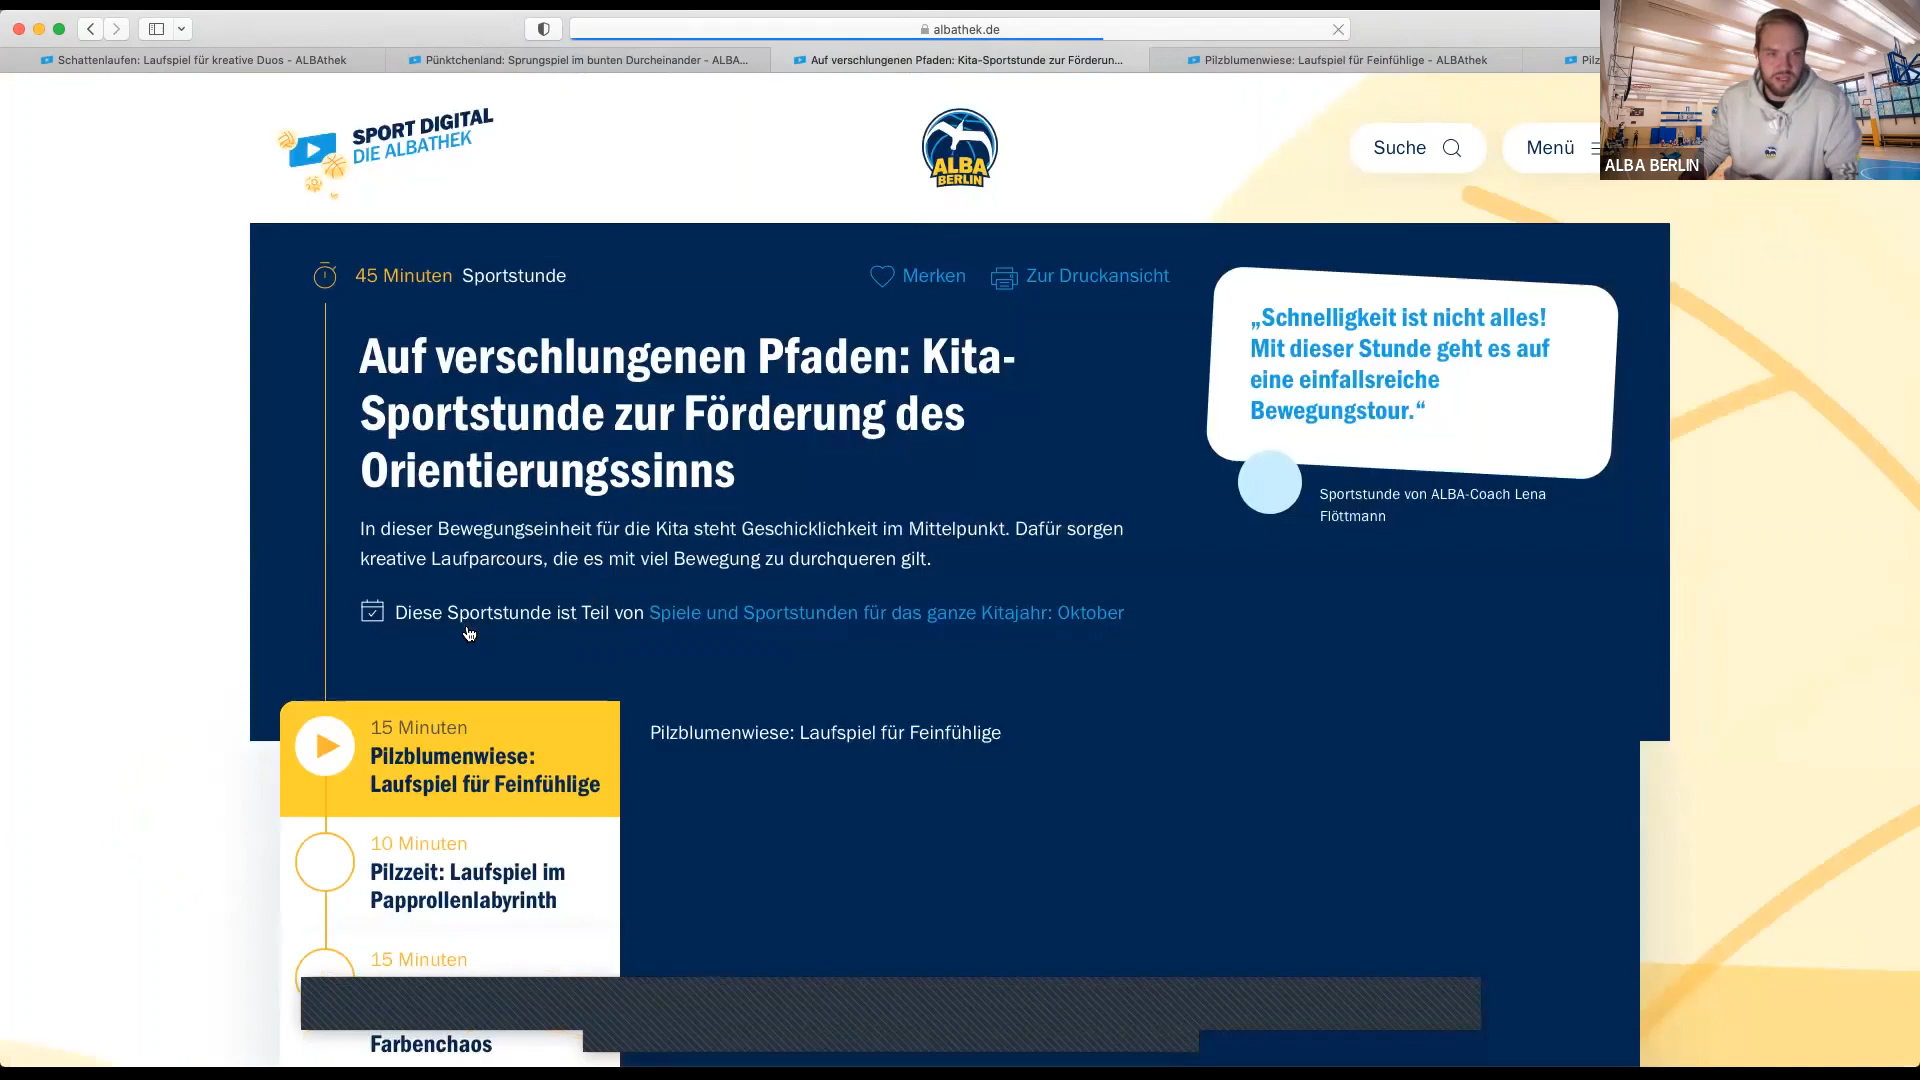 albathek.de
Schattenlaufen: Laufspiel für kreative Duos - ALBAthek
Pünktchenland: Sprungspiel im bunten Durcheinander - ALBA...
Auf verschlungenen Pfaden: Kita-Sportstunde zur Förderun...
Pilzblumenwiese: Laufspiel für Feinfühlige - ALBAthek
SPORT DIGITAL
DIE ALBATHEK
ALBA
BERLIN
Suche
Menü
ALBA BERLIN
45 Minuten Sportstunde
Merken
Zur Druckansicht
„Schnelligkeit ist nicht alles!
Mit dieser Stunde geht es auf
eine einfallsreiche
Bewegungstour.“
Sportstunde von ALBA-Coach Lena
Flöttmann
Auf verschlungenen Pfaden: Kita-
Sportstunde zur Förderung des
Orientierungssinns
In dieser Bewegungseinheit für die Kita steht Geschicklichkeit im Mittelpunkt. Dafür sorgen
kreative Laufparcours, die es mit viel Bewegung zu durchqueren gilt.
Diese Sportstunde ist Teil von Spiele und Sportstunden für das ganze Kitajahr: Oktober
15 Minuten
Pilzblumenwiese:
Laufspiel für Feinfühlige
Pilzblumenwiese: Laufspiel für Feinfühlige
10 Minuten
Pilzzeit: Laufspiel im
Papprollenlabyrinth
15 Minuten
Farbenchaos